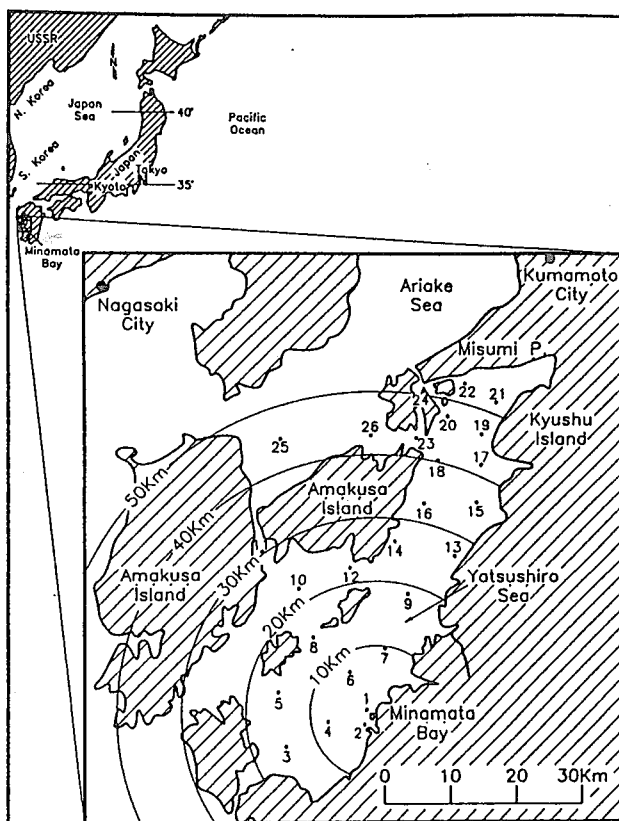 USSR
N
N. Korea
Japan
Sea
40°
Pacific
Ocean
S. Korea
Japan
Tokyo
Kyoto
35°
Minamata
Bay
Kumamoto
City
Nagasaki
City
Ariake
Sea
Misumi P.
22
21
24
20
19
Kyushu
Island
26
23
25
18
17
50Km
Amakusa
Island
16
15
40Km
14
13
30Km
Amakusa
Island
12
Yatsushiro
Sea
10
9
20Km
8
7
10Km
6
5
1
Minamata
Bay
4
2
3
0 10 20 30Km